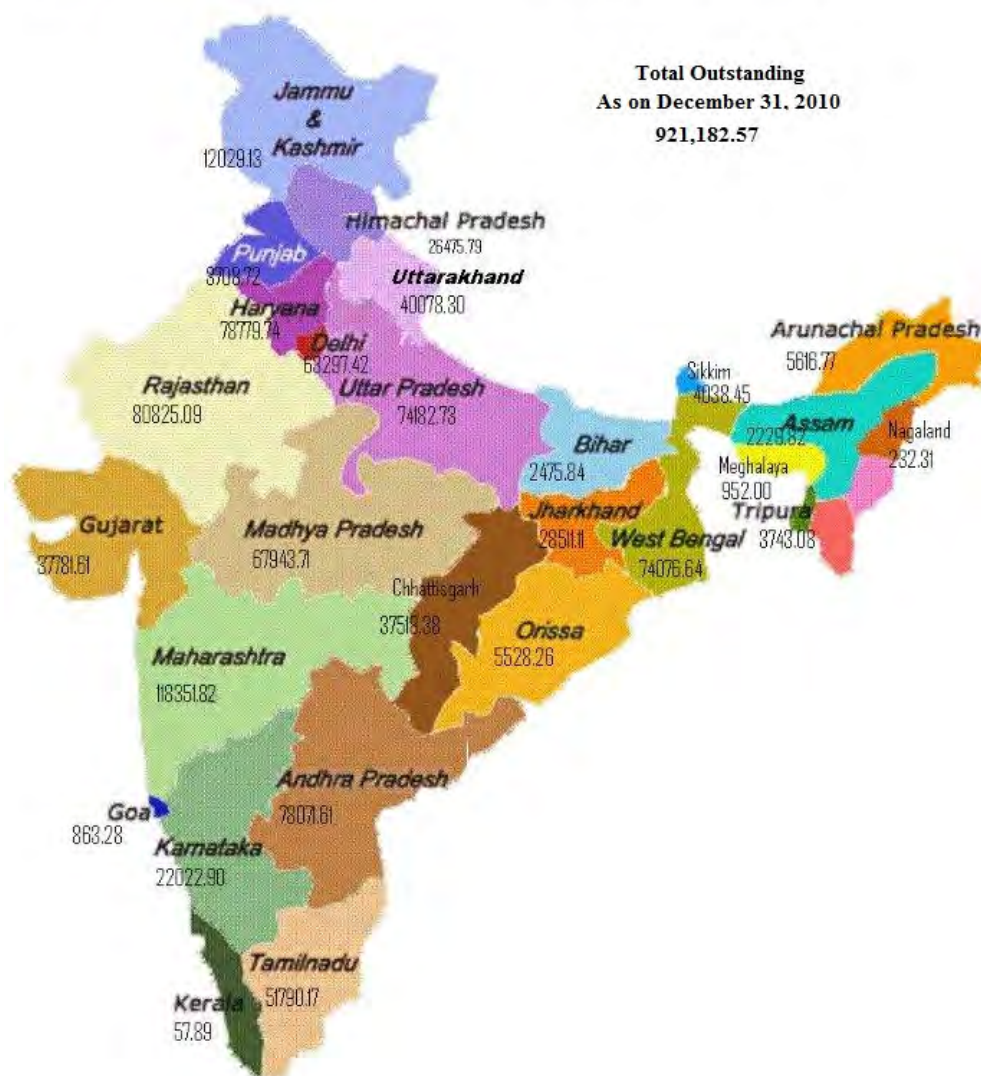 Total Outstanding
As on December 31, 2010
921,182.57
Jammu
&
Kashmir
12029.13
Himachal Pradesh
26475.79
Punjab
3708.72
Uttarakhand
40078.30
Haryana
78779.74
Delhi
63297.42
Arunachal Pradesh
5616.77
Sikkim
4038.45
Rajasthan
80825.09
Uttar Pradesh
74182.73
Assam
2229.82
Nagaland
232.31
Bihar
2475.84
Meghalaya
952.00
Gujarat
37781.61
Madhya Pradesh
67943.71
Jharkhand
28511.11
West Bengal
74076.64
Tripura
3743.08
Chhattisgarh
37518.38
Orissa
5528.26
Maharashtra
118351.82
Andhra Pradesh
78071.61
Goa
863.28
Karnataka
22022.90
Tamilnadu
51790.17
Kerala
57.89